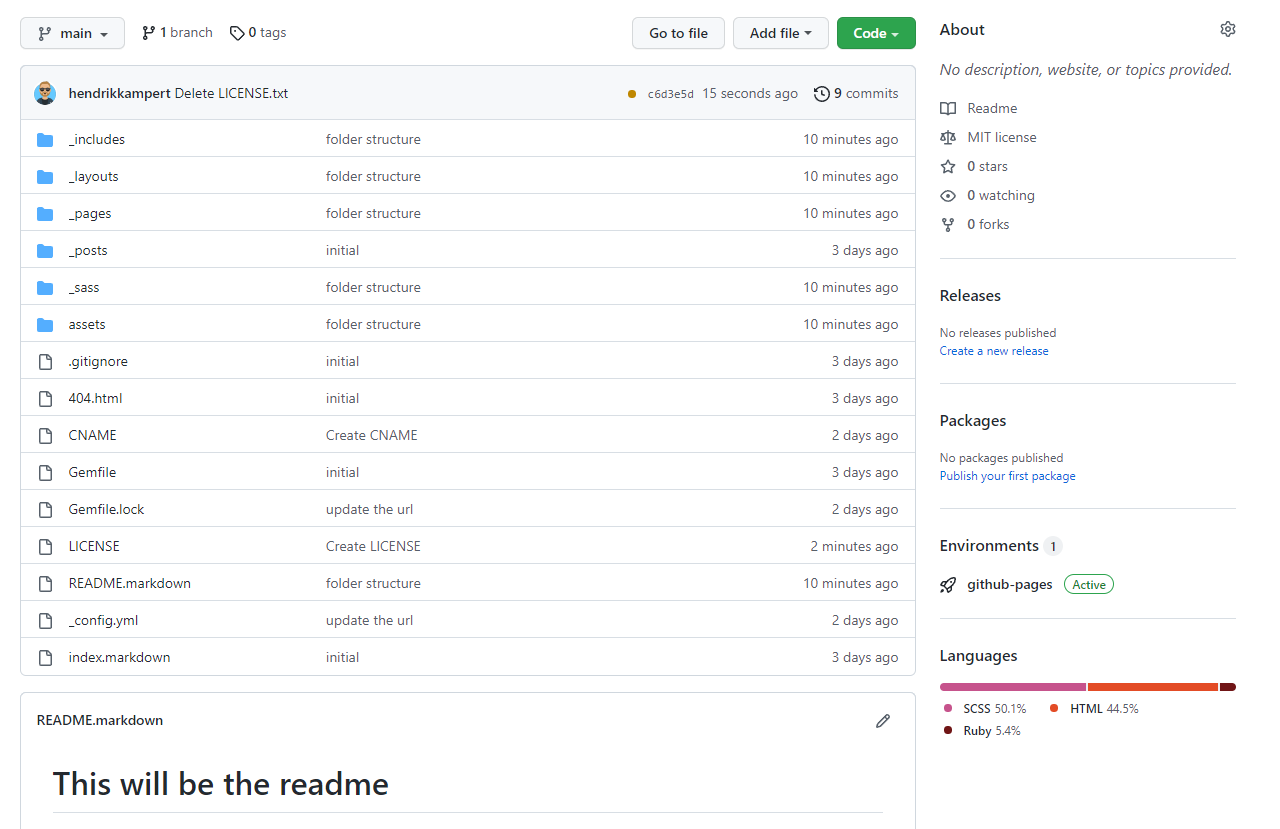 main
1 branch
0 tags
Go to file
Add file
Code
hendrikkampert Delete LICENSE.txt
c6d3e5d 15 seconds ago
9 commits
_includes folder structure 10 minutes ago
_layouts folder structure 10 minutes ago
_pages folder structure 10 minutes ago
_posts initial 3 days ago
_sass folder structure 10 minutes ago
assets folder structure 10 minutes ago
.gitignore initial 3 days ago
404.html initial 3 days ago
CNAME Create CNAME 2 days ago
Gemfile initial 3 days ago
Gemfile.lock update the url 2 days ago
LICENSE Create LICENSE 2 minutes ago
README.markdown folder structure 10 minutes ago
_config.yml update the url 2 days ago
index.markdown initial 3 days ago
README.markdown
This will be the readme
About
No description, website, or topics provided.
Readme
MIT license
0 stars
0 watching
0 forks
Releases
No releases published
Create a new release
Packages
No packages published
Publish your first package
Environments 1
github-pages Active
Languages
SCSS 50.1% HTML 44.5%
Ruby 5.4%